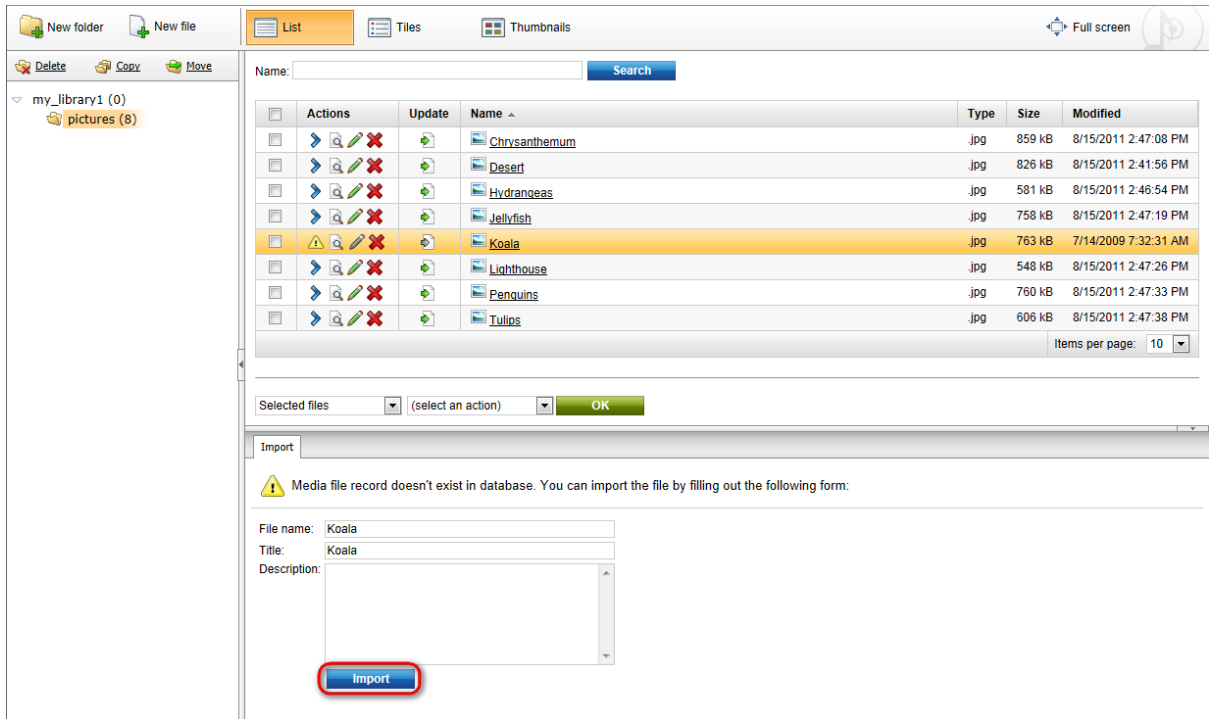 New folder New file List Tiles Thumbnails Full screen
Delete Copy Move
my_library1 (0)
pictures (8)
Name: Search
Actions Update Name Type Size Modified
Chrysanthemum .jpg 859 kB 8/15/2011 2:47:08 PM
Desert .jpg 826 kB 8/15/2011 2:41:56 PM
Hydrangeas .jpg 581 kB 8/15/2011 2:46:54 PM
Jellyfish .jpg 758 kB 8/15/2011 2:47:19 PM
Koala .jpg 763 kB 7/14/2009 7:32:31 AM
Lighthouse .jpg 548 kB 8/15/2011 2:47:26 PM
Penguins .jpg 760 kB 8/15/2011 2:47:33 PM
Tulips .jpg 606 kB 8/15/2011 2:47:38 PM
Items per page: 10
Selected files (select an action) OK
Import
Media file record doesn't exist in database. You can import the file by filling out the following form:
File name: Koala
Title: Koala
Description:
Import